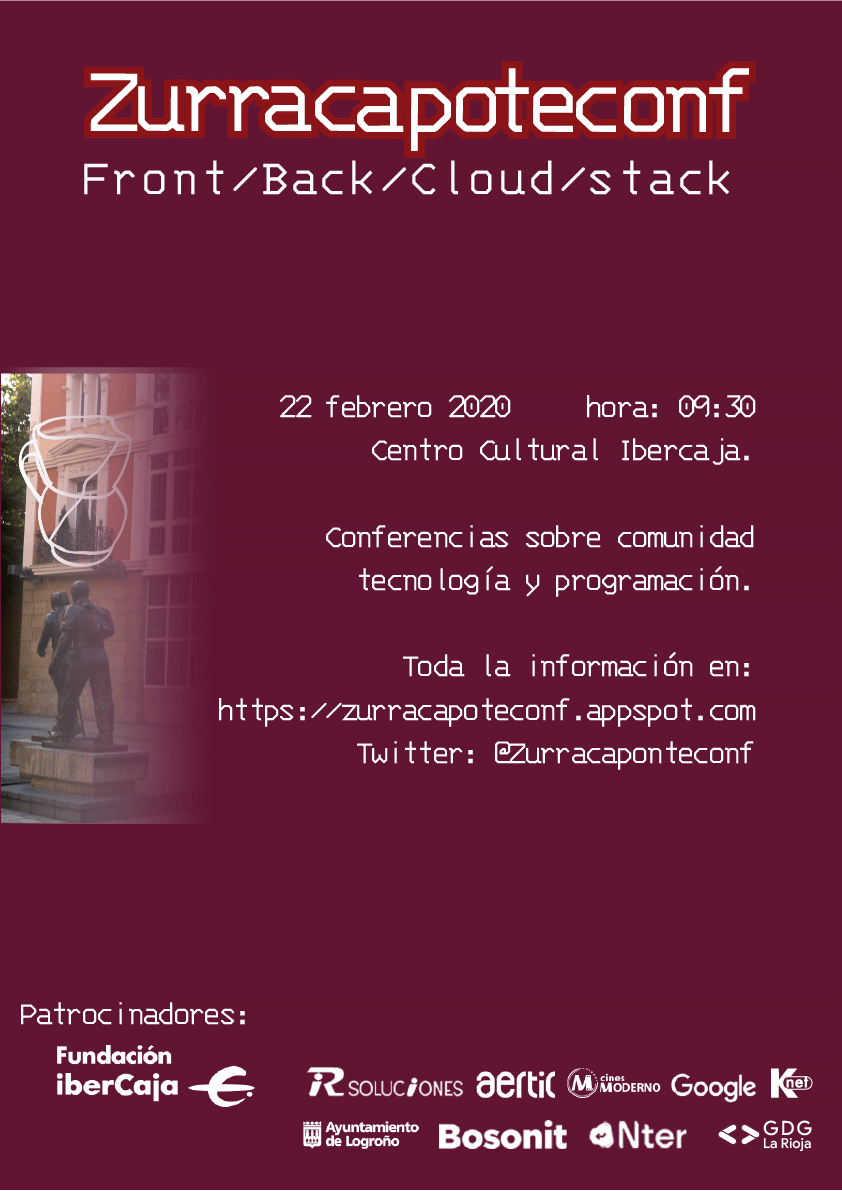 Zurracapoteconf
Front/Back/Cloud/stack
22 febrero 2020 hora: 09:30
Centro Cultural Ibercaja.
Conferencias sobre comunidad
tecnología y programación.
Toda la información en:
https://zurracapoteconf.appspot.com
Twitter: @Zurracaponteconf
Patrocinadores:
Fundación
iberCaja
iR SOLUCiONES
aertic
M cines MODERNO
Google
Knet
Ayuntamiento
de Logroño
Bosonit
Nter
GDG
La Rioja